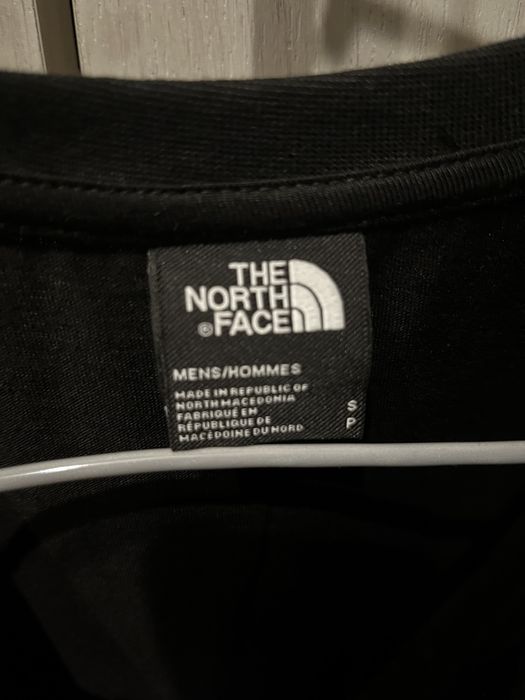 THE
NORTH
©FACE
MENS/HOMMES
MADE IN REPUBLIC OF
NORTH MACEDONIA
FABRIQUÉ EN
RÉPUBLIQUE DE
MACÉDOINE DU NORD
S
P